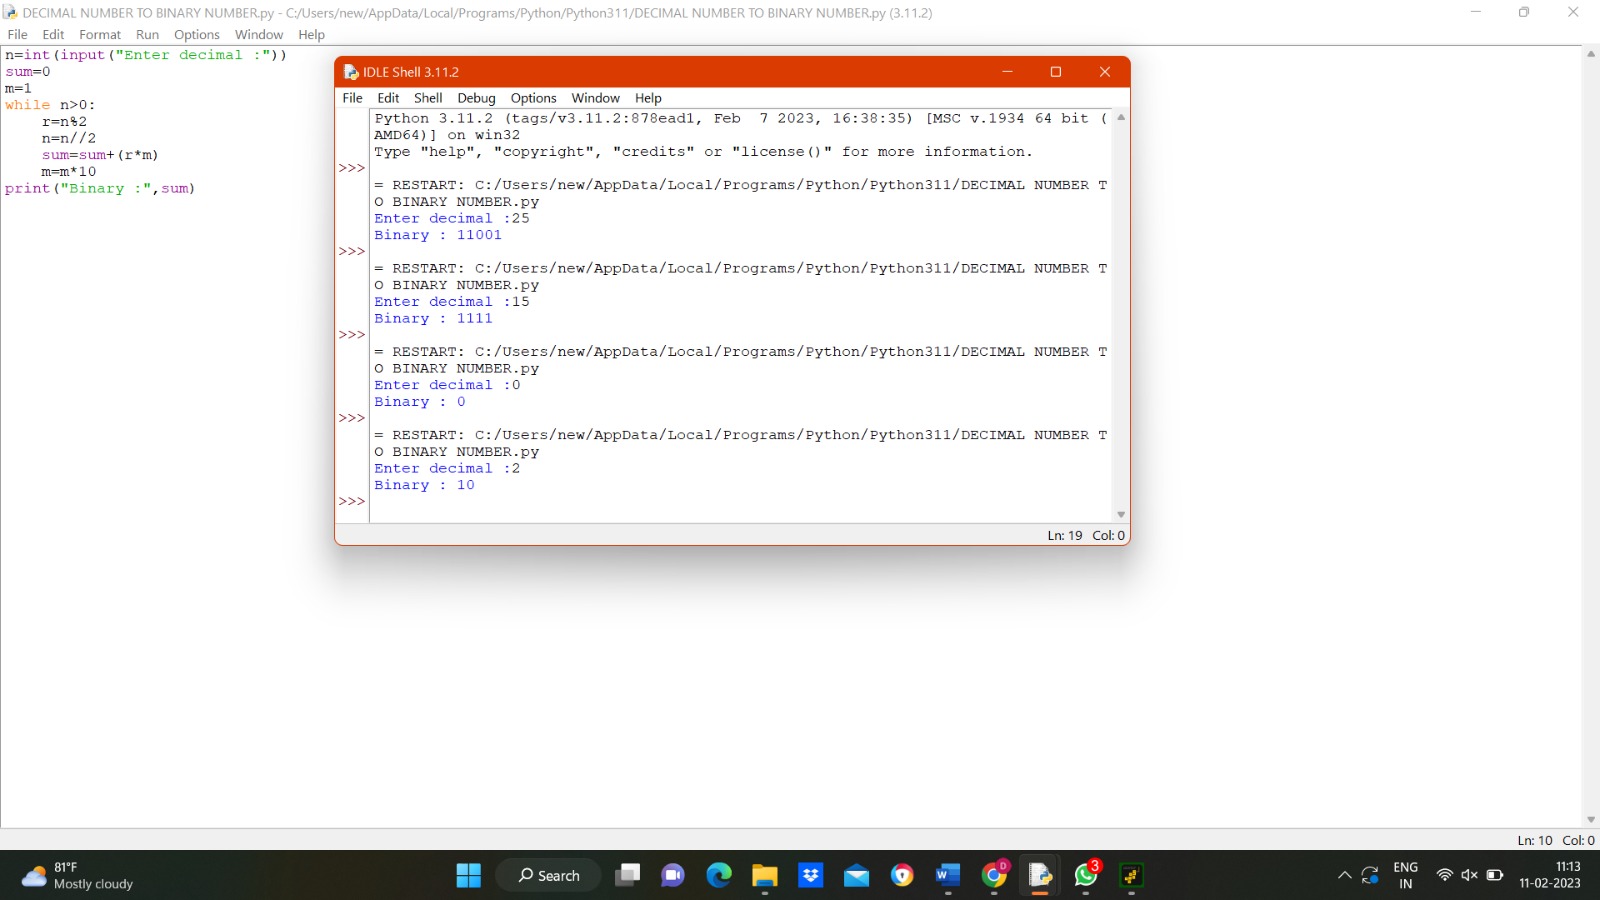 DECIMAL NUMBER TO BINARY NUMBER.py - C:/Users/new/AppData/Local/Programs/Python/Python311/DECIMAL NUMBER TO BINARY NUMBER.py (3.11.2)
File Edit Format Run Options Window Help
n=int(input("Enter decimal :"))
sum=0
m=1
while n>0:
    r=n%2
    n=n//2
    sum=sum+(r*m)
    m=m*10
print("Binary :",sum)
IDLE Shell 3.11.2
File Edit Shell Debug Options Window Help
Python 3.11.2 (tags/v3.11.2:878ead1, Feb  7 2023, 16:38:35) [MSC v.1934 64 bit (
AMD64)] on win32
Type "help", "copyright", "credits" or "license()" for more information.
>>>
= RESTART: C:/Users/new/AppData/Local/Programs/Python/Python311/DECIMAL NUMBER T
O BINARY NUMBER.py
Enter decimal :25
Binary : 11001
>>>
= RESTART: C:/Users/new/AppData/Local/Programs/Python/Python311/DECIMAL NUMBER T
O BINARY NUMBER.py
Enter decimal :15
Binary : 1111
>>>
= RESTART: C:/Users/new/AppData/Local/Programs/Python/Python311/DECIMAL NUMBER T
O BINARY NUMBER.py
Enter decimal :0
Binary : 0
>>>
= RESTART: C:/Users/new/AppData/Local/Programs/Python/Python311/DECIMAL NUMBER T
O BINARY NUMBER.py
Enter decimal :2
Binary : 10
>>>
Ln: 19 Col: 0
Ln: 10 Col: 0
81°F
Mostly cloudy
Search
D
3
ENG
IN
11:13
11-02-2023